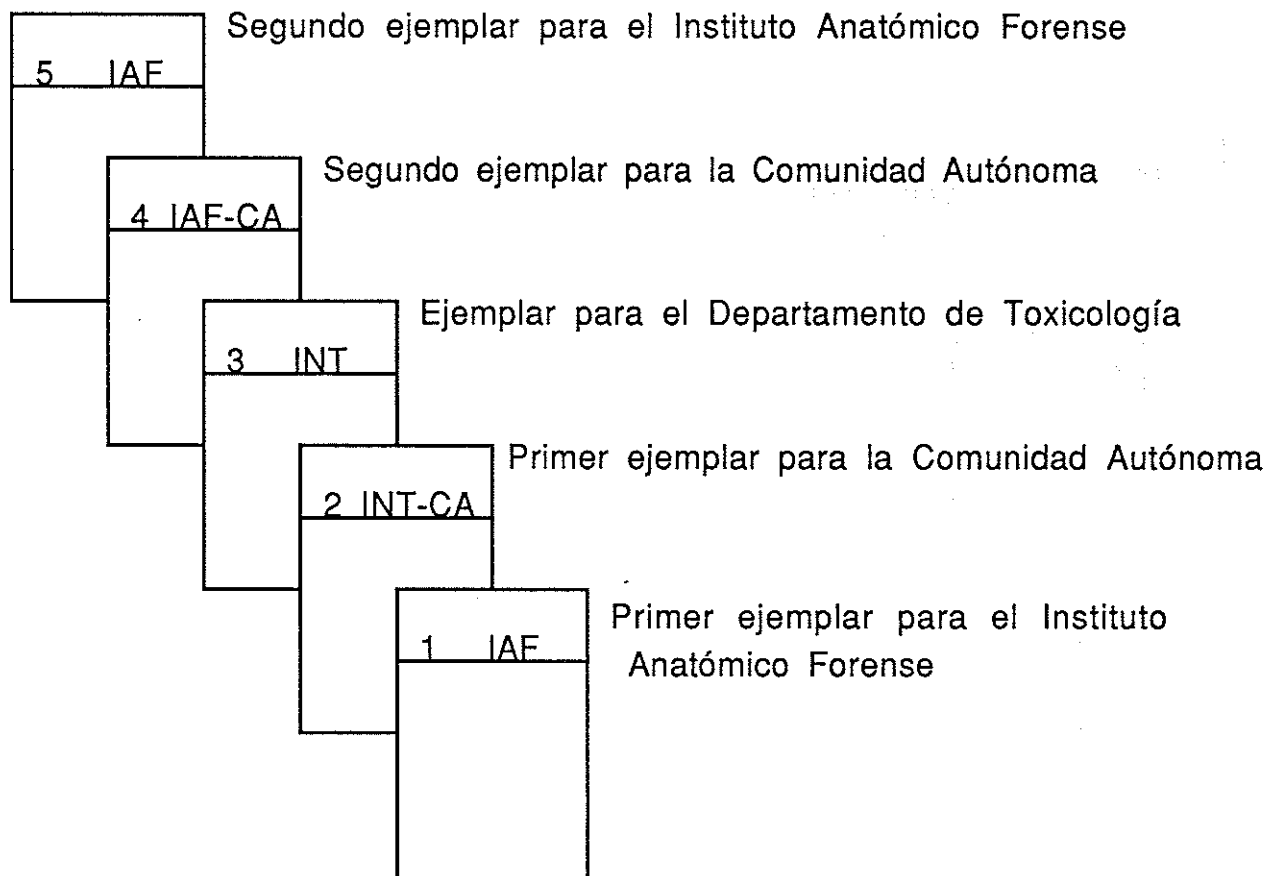 Segundo ejemplar para el Instituto Anatómico Forense
5 IAF
Segundo ejemplar para la Comunidad Autónoma
4 IAF-CA
Ejemplar para el Departamento de Toxicología
3 INT
Primer ejemplar para la Comunidad Autónoma
2 INT-CA
Primer ejemplar para el Instituto
Anatómico Forense
1 IAF